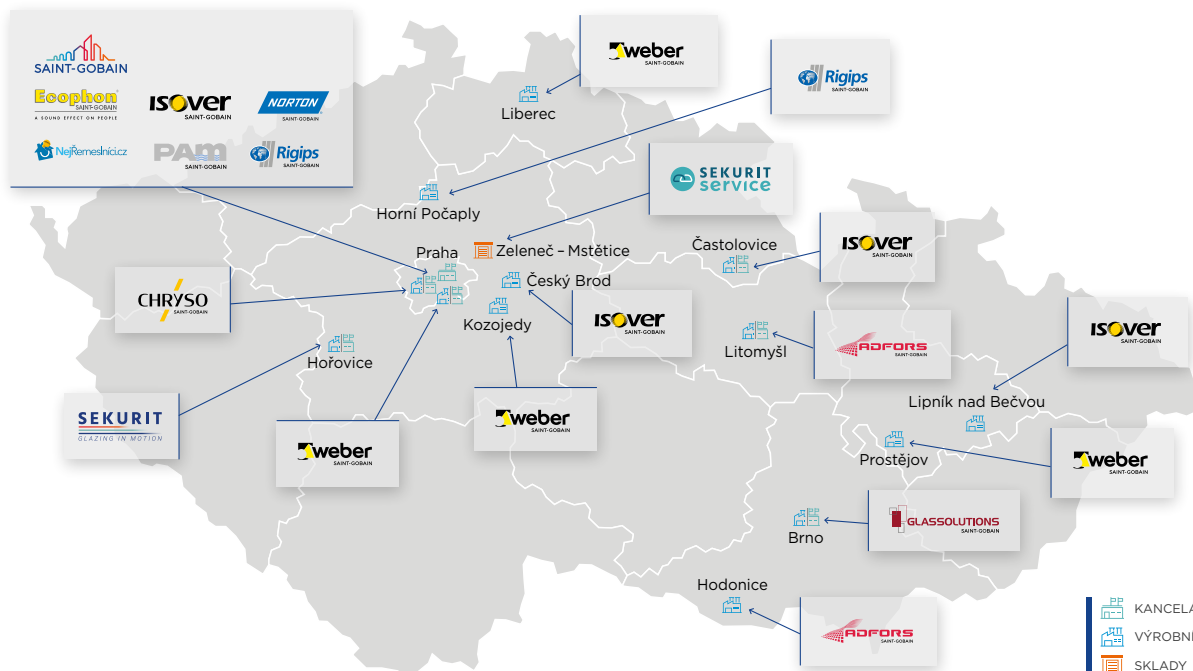 SAINT-GOBAIN
Ecophon
SAINT-GOBAIN
A SOUND EFFECT ON PEOPLE
ISOVER
SAINT-GOBAIN
NORTON
SAINT-GOBAIN
NejŘemeslníci.cz
PAM
SAINT-GOBAIN
Rigips
SAINT-GOBAIN
weber
SAINT-GOBAIN
Rigips
SAINT-GOBAIN
Liberec
SEKURIT
service
Horní Počaply
Praha
Zeleneč – Mstětice
Častolovice
ISOVER
SAINT-GOBAIN
Český Brod
CHRYSO
SAINT-GOBAIN
Kozojedy
ISOVER
SAINT-GOBAIN
Hořovice
Litomyšl
ADFORS
SAINT-GOBAIN
ISOVER
SAINT-GOBAIN
Lipník nad Bečvou
SEKURIT
GLAZING IN MOTION
weber
SAINT-GOBAIN
weber
SAINT-GOBAIN
Prostějov
weber
SAINT-GOBAIN
Brno
GLASSOLUTIONS
SAINT-GOBAIN
Hodonice
ADFORS
SAINT-GOBAIN
SKLADY